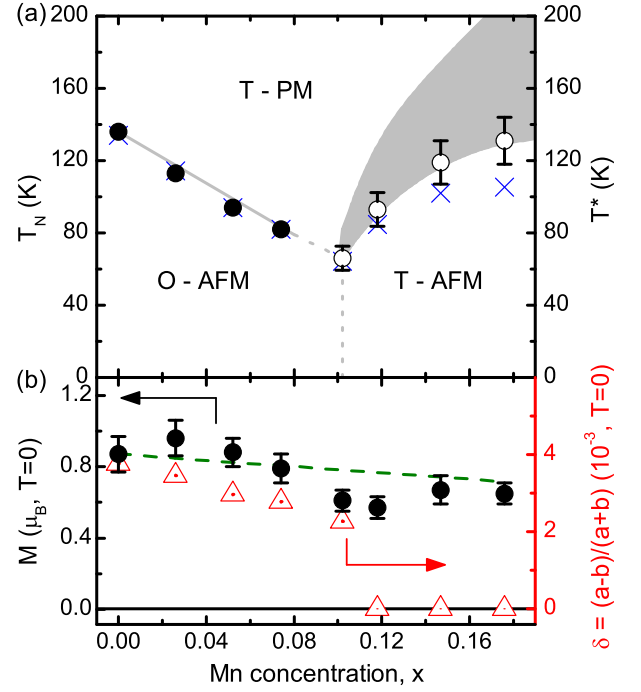 (a)
200
160
120
80
40
0
T_N (K)
T - PM
O - AFM
T - AFM
200
160
120
80
40
0
T* (K)
(b)
1.2
0.8
0.4
0.0
M (μ_B, T=0)
4
2
0
δ = (a-b)/(a+b) (10⁻³, T=0)
0.00 0.04 0.08 0.12 0.16
Mn concentration, x